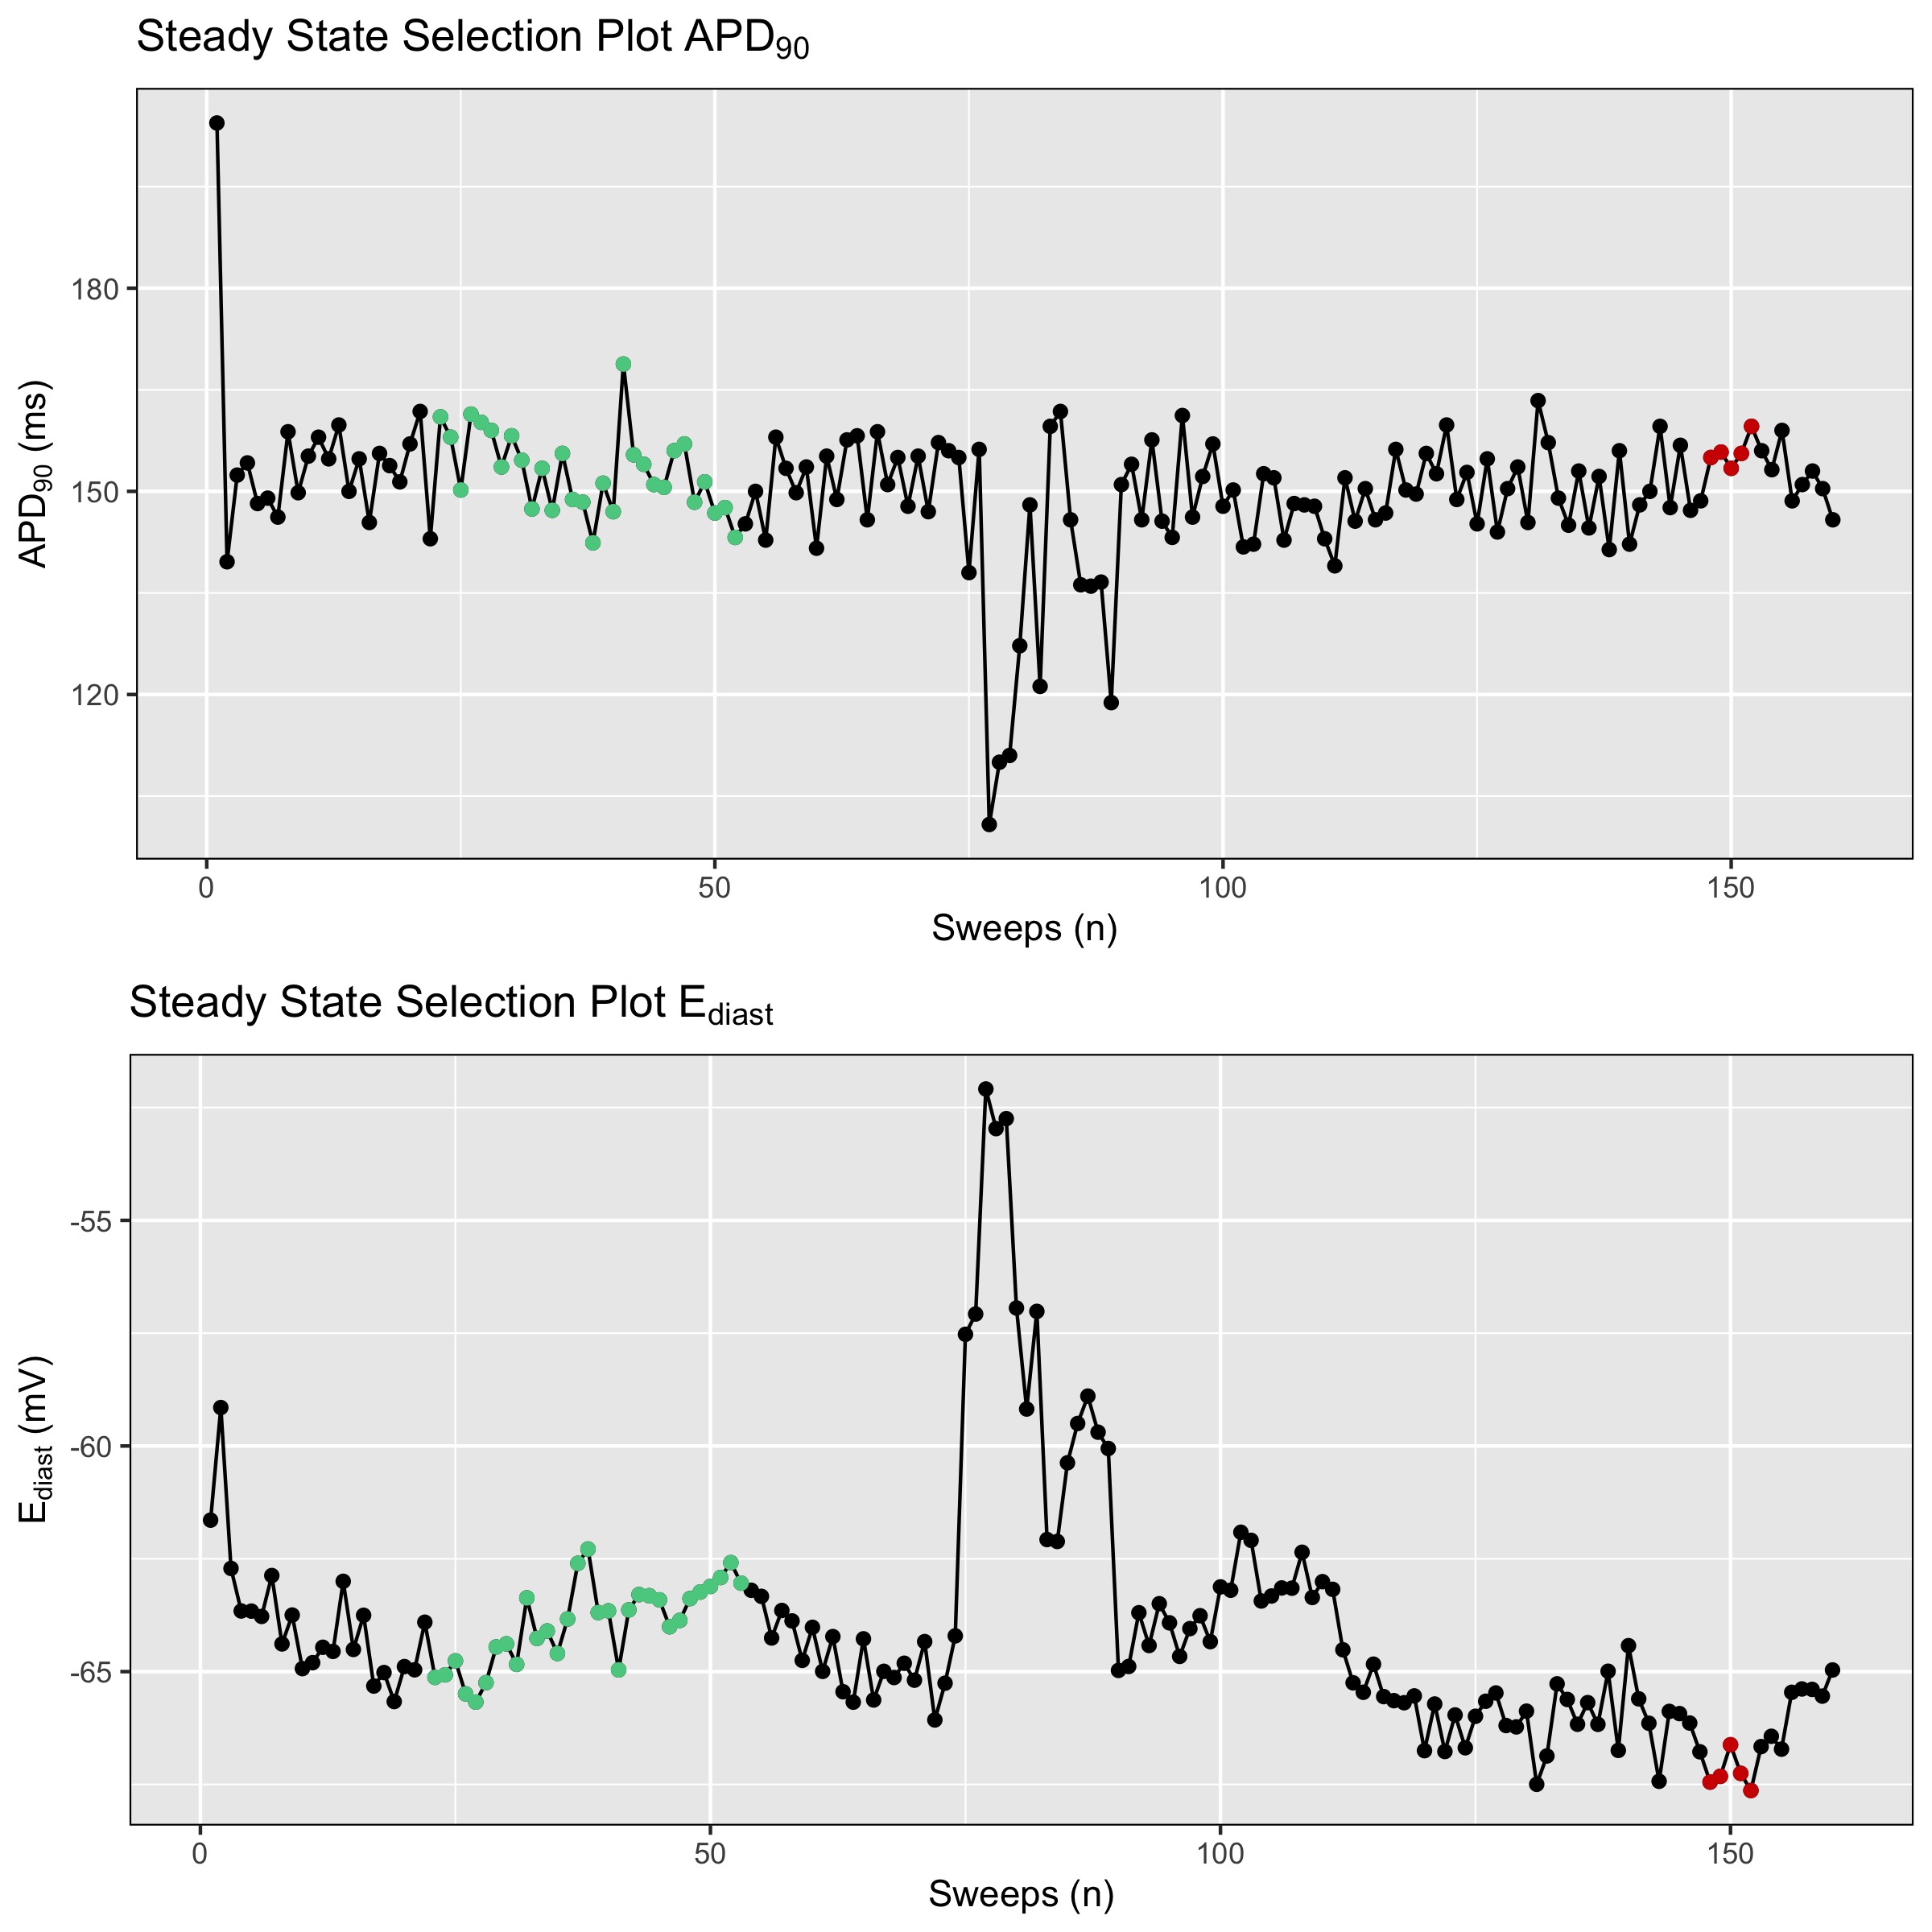 Steady State Selection Plot APD90
APD90 (ms)
180
150
120
0 50 100 150
Sweeps (n)
Steady State Selection Plot Ediast
Ediast (mV)
-55
-60
-65
0 50 100 150
Sweeps (n)